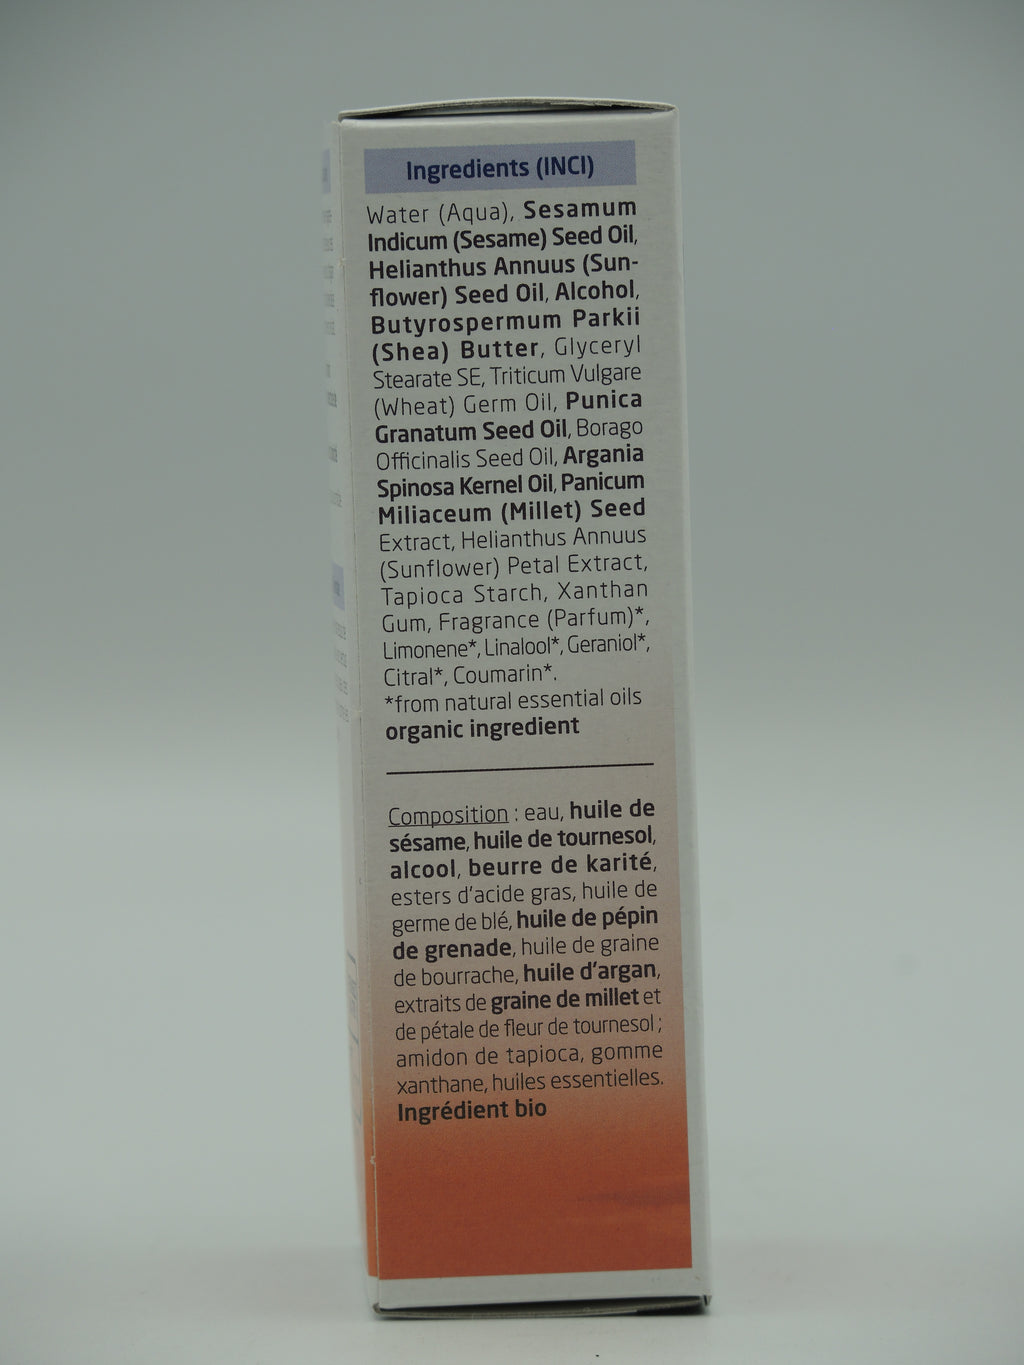 Ingredients (INCI)
Water (Aqua), Sesamum
Indicum (Sesame) Seed Oil,
Helianthus Annuus (Sun-
flower) Seed Oil, Alcohol,
Butyrospermum Parkii
(Shea) Butter, Glyceryl
Stearate SE, Triticum Vulgare
(Wheat) Germ Oil, Punica
Granatum Seed Oil, Borago
Officinalis Seed Oil, Argania
Spinosa Kernel Oil, Panicum
Miliaceum (Millet) Seed
Extract, Helianthus Annuus
(Sunflower) Petal Extract,
Tapioca Starch, Xanthan
Gum, Fragrance (Parfum)*,
Limonene*, Linalool*, Geraniol*,
Citral*, Coumarin*.
*from natural essential oils
organic ingredient
Composition : eau, huile de
sésame, huile de tournesol,
alcool, beurre de karité,
esters d'acide gras, huile de
germe de blé, huile de pépin
de grenade, huile de graine
de bourrache, huile d'argan,
extraits de graine de millet et
de pétale de fleur de tournesol ;
amidon de tapioca, gomme
xanthane, huiles essentielles.
Ingrédient bio